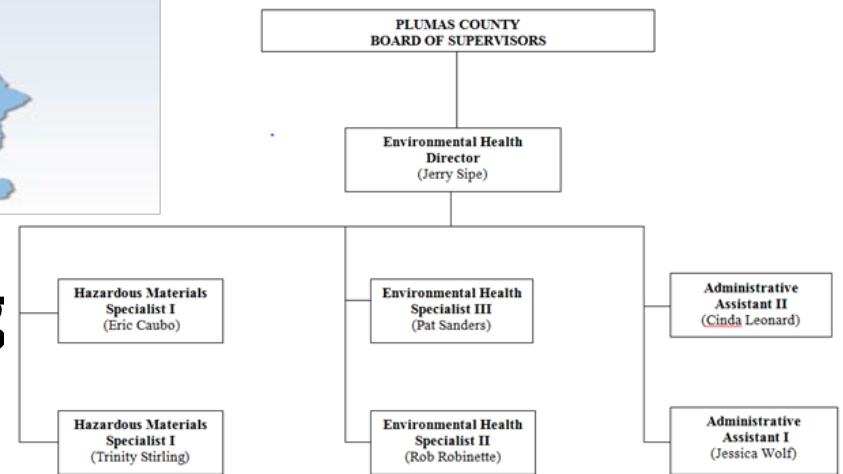 PLUMAS COUNTY
BOARD OF SUPERVISORS
Environmental Health
Director
(Jerry Sipe)
Hazardous Materials
Specialist I
(Eric Caubo)
Environmental Health
Specialist III
(Pat Sanders)
Administrative
Assistant II
(Cinda Leonard)
Hazardous Materials
Specialist I
(Trinity Stirling)
Environmental Health
Specialist II
(Rob Robinette)
Administrative
Assistant I
(Jessica Wolf)